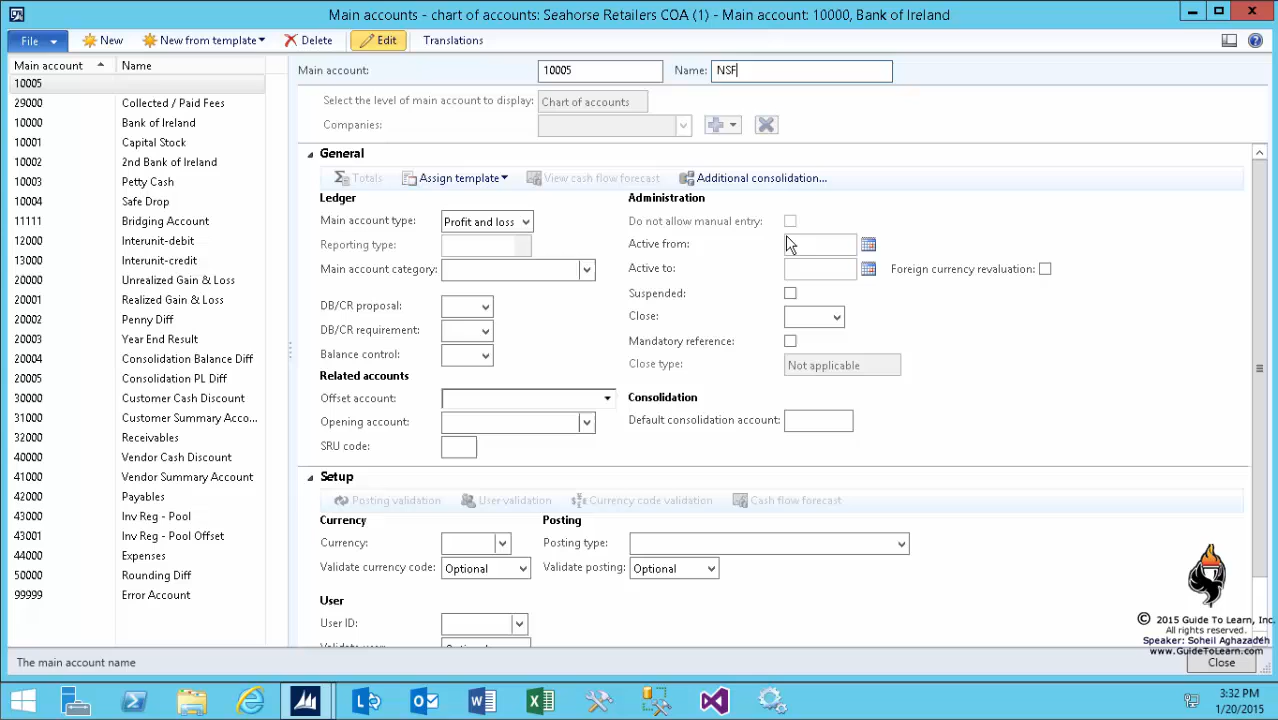 Main accounts - chart of accounts: Seahorse Retailers COA (1) - Main account: 10000, Bank of Ireland
File New New from template Delete Edit Translations
Main account Name
10005
29000 Collected / Paid Fees
10000 Bank of Ireland
10001 Capital Stock
10002 2nd Bank of Ireland
10003 Petty Cash
10004 Safe Drop
11111 Bridging Account
12000 Interunit-debit
13000 Interunit-credit
20000 Unrealized Gain & Loss
20001 Realized Gain & Loss
20002 Penny Diff
20003 Year End Result
20004 Consolidation Balance Diff
20005 Consolidation PL Diff
30000 Customer Cash Discount
31000 Customer Summary Acco...
32000 Receivables
40000 Vendor Cash Discount
41000 Vendor Summary Account
42000 Payables
43000 Inv Reg - Pool
43001 Inv Reg - Pool Offset
44000 Expenses
50000 Rounding Diff
99999 Error Account
Main account: 10005 Name: NSF
Select the level of main account to display: Chart of accounts
Companies:
General
Totals Assign template View cash flow forecast Additional consolidation...
Ledger
Main account type: Profit and loss
Reporting type:
Main account category:
DB/CR proposal:
DB/CR requirement:
Balance control:
Related accounts
Offset account:
Opening account:
SRU code:
Administration
Do not allow manual entry:
Active from:
Active to: Foreign currency revaluation:
Suspended:
Close:
Mandatory reference:
Close type: Not applicable
Consolidation
Default consolidation account:
Setup
Posting validation User validation Currency code validation Cash flow forecast
Currency
Currency:
Validate currency code: Optional
Posting
Posting type:
Validate posting: Optional
User
User ID:
© 2015 Guide To Learn, Inc.
All rights reserved.
Speaker: Soheil Aghazadeh
www.GuideToLearn.com
The main account name
Close
3:32 PM
1/20/2015